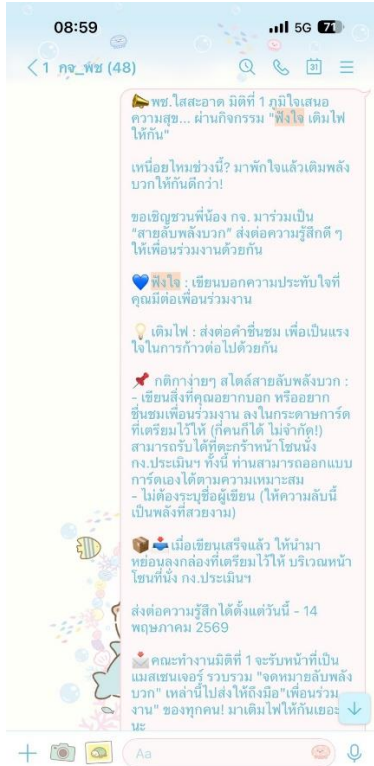 08:59
5G 71
1 กจ_พช (48)
📣พช.ใสสะอาด มิติที่ 1 ภูมิใจเสนอ
ความสุข... ผ่านกิจกรรม "ฟังใจ เติมไฟ
ให้กัน"
เหนื่อยไหมช่วงนี้? มาพักใจแล้วเติมพลัง
บวกให้กันดีกว่า!
ขอเชิญชวนพี่น้อง กจ. มาร่วมเป็น
"สายลับพลังบวก" ส่งต่อความรู้สึกดี ๆ
ให้เพื่อนร่วมงานด้วยกัน
💙ฟังใจ : เขียนบอกความประทับใจที่
คุณมีต่อเพื่อนร่วมงาน
💡 เติมไฟ : ส่งต่อคำชื่นชม เพื่อเป็นแรง
ใจในการก้าวต่อไปด้วยกัน
📌 กติกาง่ายๆ สไตล์สายลับพลังบวก :
- เขียนสิ่งที่คุณอยากบอก หรืออยาก
ชื่นชมเพื่อนร่วมงาน ลงในกระดาษการ์ด
ที่เตรียมไว้ให้ (กี่คนก็ได้ ไม่จำกัด!)
สามารถรับได้ที่ตะกร้าหน้าโซนนั่ง
กง.ประเมินฯ ทั้งนี้ ท่านสามารถออกแบบ
การ์ดเองได้ตามความเหมาะสม
- ไม่ต้องระบุชื่อผู้เขียน (ให้ความลับนี้
เป็นพลังที่สวยงาม)
📦📥เมื่อเขียนเสร็จแล้ว ให้นำมา
หย่อนลงกล่องที่เตรียมไว้ให้ บริเวณหน้า
โซนที่นั่ง กง.ประเมินฯ
ส่งต่อความรู้สึกได้ตั้งแต่วันนี้ - 14
พฤษภาคม 2569
📩คณะทำงานมิติที่ 1 จะรับหน้าที่เป็น
แมสเซนเจอร์ รวบรวม "จดหมายลับพลัง
บวก" เหล่านี้ไปส่งให้ถึงมือ"เพื่อนร่วม
งาน" ของทุกคน! มาเติมไฟให้กันเยอะ
นะ
Aa